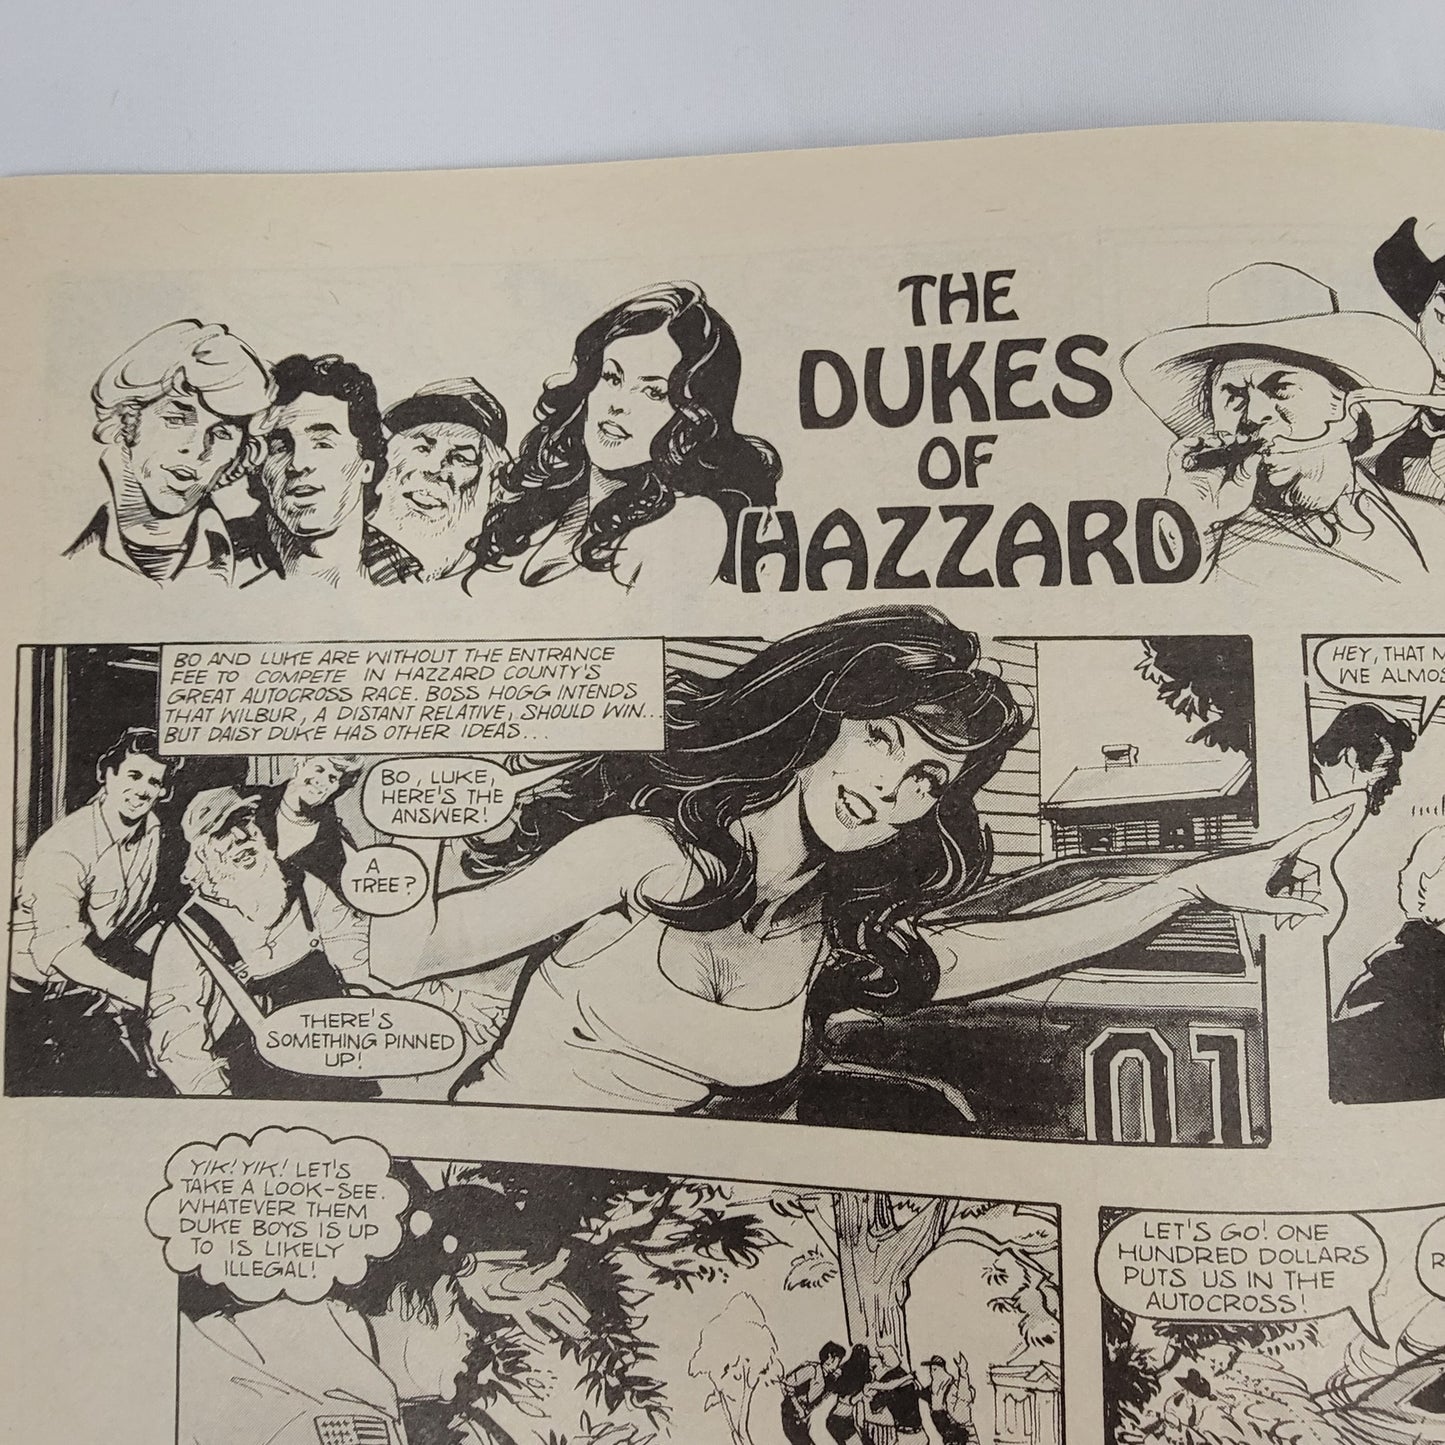 THE
DUKES
OF
HAZZARD
BO AND LUKE ARE WITHOUT THE ENTRANCE
FEE TO COMPETE IN HAZZARD COUNTY'S
GREAT AUTOCROSS RACE. BOSS HOGG INTENDS
THAT WILBUR, A DISTANT RELATIVE, SHOULD WIN...
BUT DAISY DUKE HAS OTHER IDEAS...
BO, LUKE,
HERE'S THE
ANSWER!
A
TREE?
THERE'S
SOMETHING PINNED
UP!
01
HEY, THAT
WE
YIK! YIK! LET'S
TAKE A LOOK-SEE.
WHATEVER THEM
DUKE BOYS IS UP
TO IS LIKELY
ILLEGAL!
LET'S GO! ONE
HUNDRED DOLLARS
PUTS US IN THE
AUTOCROSS!